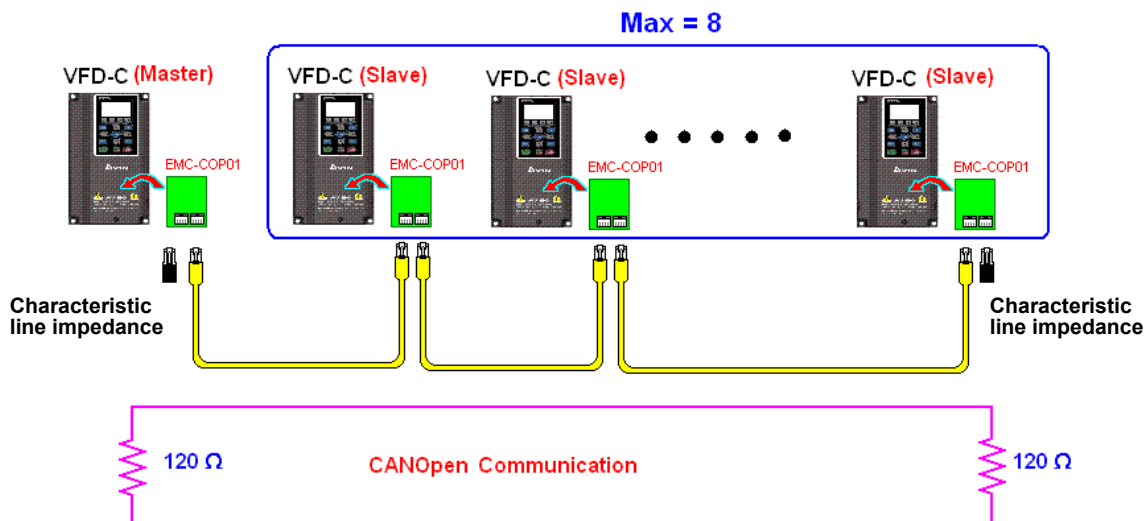 Max = 8
VFD-C (Master)
VFD-C (Slave)
VFD-C (Slave)
VFD-C (Slave)
EMC-COP01
EMC-COP01
EMC-COP01
EMC-COP01
Characteristic
line impedance
Characteristic
line impedance
120 Ω
CANOpen Communication
120 Ω